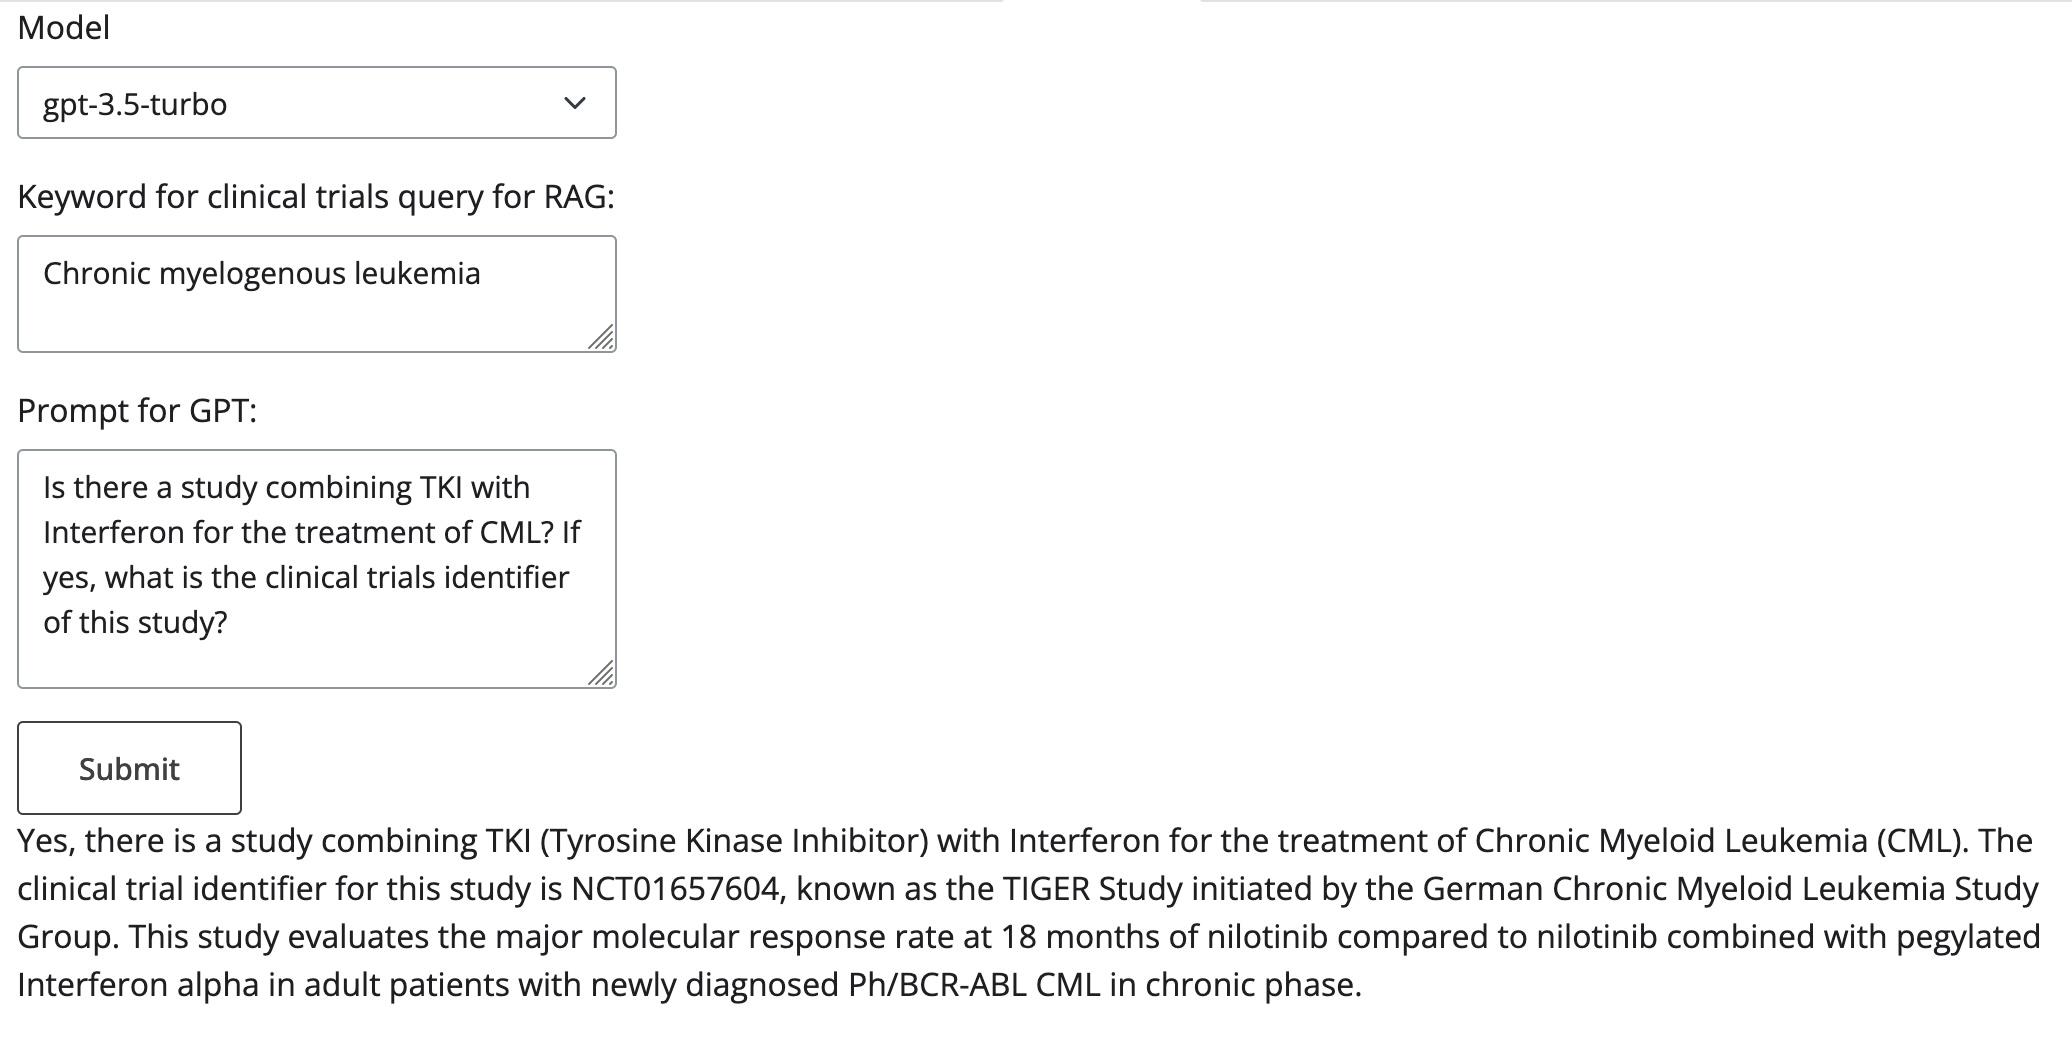 Model
gpt-3.5-turbo
Keyword for clinical trials query for RAG:
Chronic myelogenous leukemia
Prompt for GPT:
Is there a study combining TKI with
Interferon for the treatment of CML? If
yes, what is the clinical trials identifier
of this study?
Submit
Yes, there is a study combining TKI (Tyrosine Kinase Inhibitor) with Interferon for the treatment of Chronic Myeloid Leukemia (CML). The
clinical trial identifier for this study is NCT01657604, known as the TIGER Study initiated by the German Chronic Myeloid Leukemia Study
Group. This study evaluates the major molecular response rate at 18 months of nilotinib compared to nilotinib combined with pegylated
Interferon alpha in adult patients with newly diagnosed Ph/BCR-ABL CML in chronic phase.